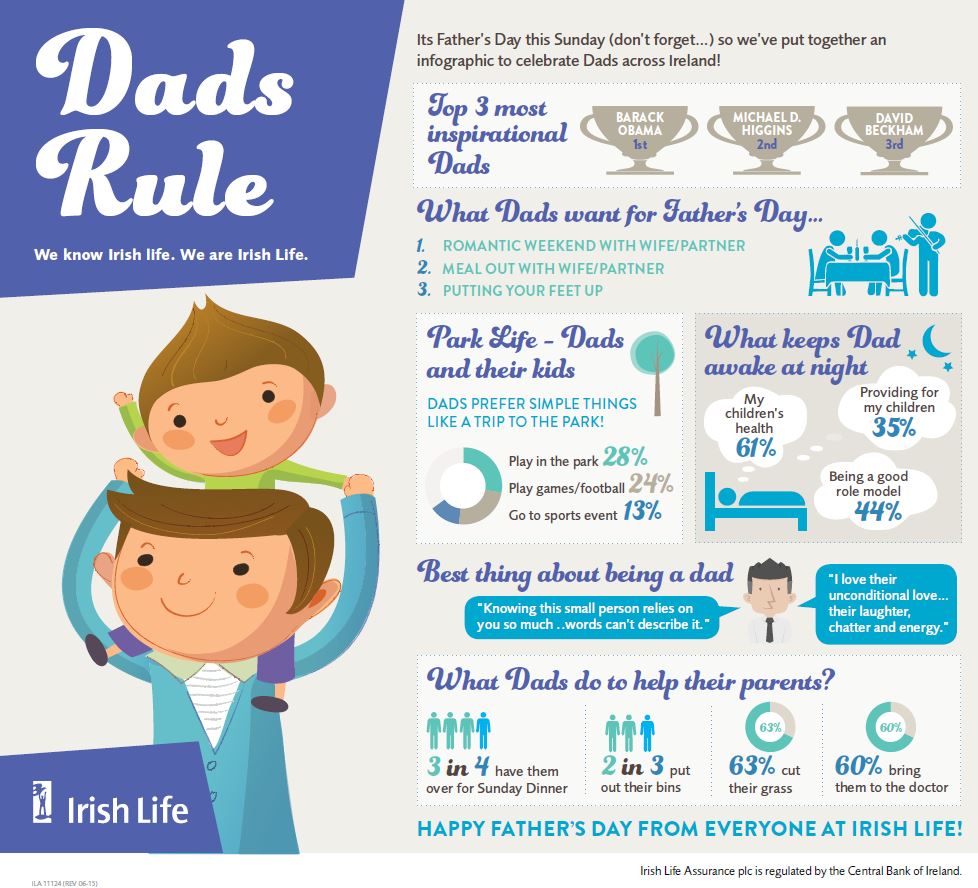 Dads
Rule
We know Irish life. We are Irish Life.
Its Father's Day this Sunday (don't forget...) so we've put together an
infographic to celebrate Dads across Ireland!
Top 3 most
inspirational
Dads
BARACK
OBAMA
1st
MICHAEL D.
HIGGINS
2nd
DAVID
BECKHAM
3rd
What Dads want for Father's Day...
1. ROMANTIC WEEKEND WITH WIFE/PARTNER
2. MEAL OUT WITH WIFE/PARTNER
3. PUTTING YOUR FEET UP
Park Life - Dads
and their kids
DADS PREFER SIMPLE THINGS
LIKE A TRIP TO THE PARK!
Play in the park 28%
Play games/football 24%
Go to sports event 13%
What keeps Dad
awake at night
My
children's
health
61%
Providing for
my children
35%
Being a good
role model
44%
Best thing about being a dad
"Knowing this small person relies on
you so much ..words can't describe it."
"I love their
unconditional love...
their laughter,
chatter and energy."
What Dads do to help their parents?
3 in 4 have them
over for Sunday Dinner
2 in 3 put
out their bins
63%
63% cut
their grass
60%
60% bring
them to the doctor
Irish Life
HAPPY FATHER'S DAY FROM EVERYONE AT IRISH LIFE!
Irish Life Assurance plc is regulated by the Central Bank of Ireland.
ILA 11124 (REV 06-15)